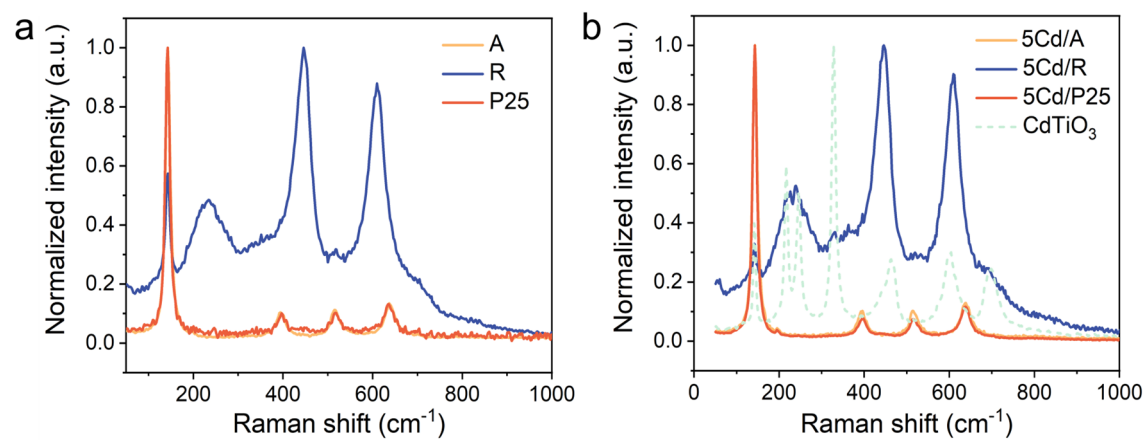 a
A
R
P25
Normalized intensity (a.u.)
1.0
0.8
0.6
0.4
0.2
0.0
200
400
600
800
1000
Raman shift (cm⁻¹)
b
5Cd/A
5Cd/R
5Cd/P25
CdTiO₃
Normalized intensity (a.u.)
1.0
0.8
0.6
0.4
0.2
0.0
0
200
400
600
800
1000
Raman shift (cm⁻¹)